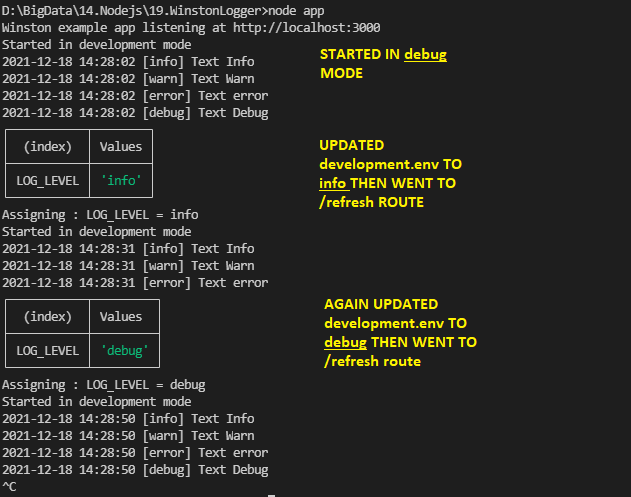 D:\BigData\14.Nodejs\19.WinstonLogger>node app
Winston example app listening at http://localhost:3000
Started in development mode
2021-12-18 14:28:02 [info] Text Info
2021-12-18 14:28:02 [warn] Text Warn
2021-12-18 14:28:02 [error] Text error
2021-12-18 14:28:02 [debug] Text Debug
STARTED IN debug
MODE
(index) Values
LOG_LEVEL 'info'
UPDATED
development.env TO
info THEN WENT TO
/refresh ROUTE
Assigning : LOG_LEVEL = info
Started in development mode
2021-12-18 14:28:31 [info] Text Info
2021-12-18 14:28:31 [warn] Text Warn
2021-12-18 14:28:31 [error] Text error
(index) Values
LOG_LEVEL 'debug'
AGAIN UPDATED
development.env TO
debug THEN WENT TO
/refresh route
Assigning : LOG_LEVEL = debug
Started in development mode
2021-12-18 14:28:50 [info] Text Info
2021-12-18 14:28:50 [warn] Text Warn
2021-12-18 14:28:50 [error] Text error
2021-12-18 14:28:50 [debug] Text Debug
^C